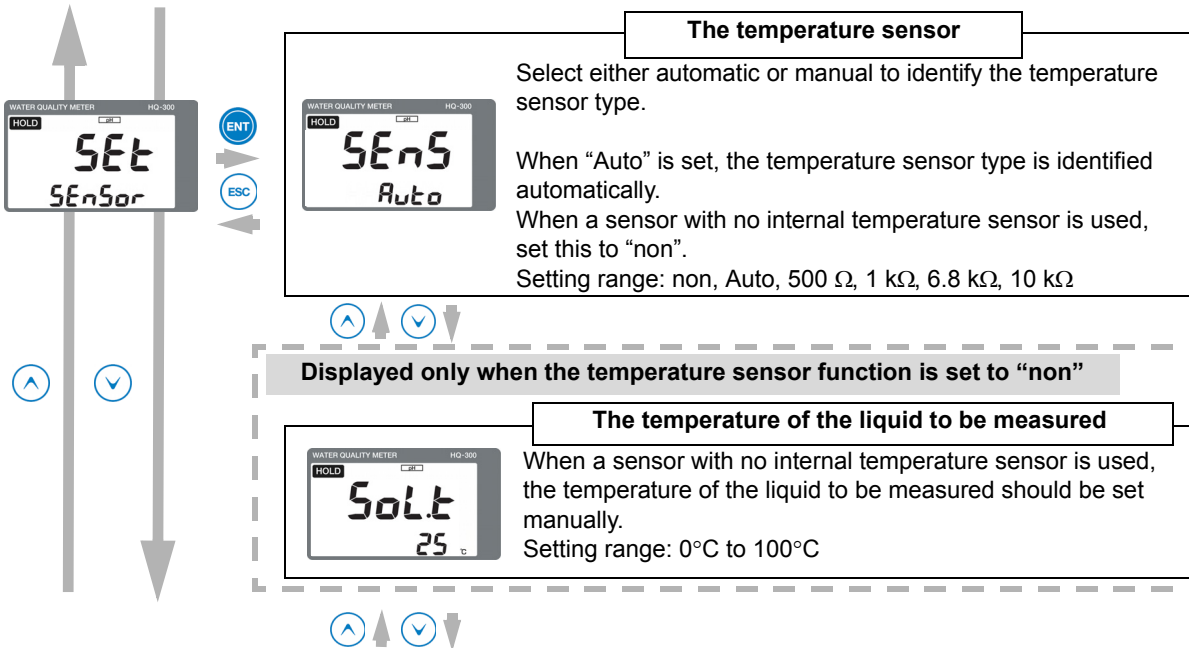 The temperature sensor
Select either automatic or manual to identify the temperature
sensor type.
When “Auto” is set, the temperature sensor type is identified
automatically.
When a sensor with no internal temperature sensor is used,
set this to “non”.
Setting range: non, Auto, 500 Ω, 1 kΩ, 6.8 kΩ, 10 kΩ
WATER QUALITY METER HQ-300
HOLD pH
SEt
SEnSor
ENT
ESC
WATER QUALITY METER HQ-300
HOLD pH
SEnS
Auto
Displayed only when the temperature sensor function is set to “non”
The temperature of the liquid to be measured
WATER QUALITY METER HQ-300
HOLD pH
SoL.t
25 °C
When a sensor with no internal temperature sensor is used,
the temperature of the liquid to be measured should be set
manually.
Setting range: 0°C to 100°C